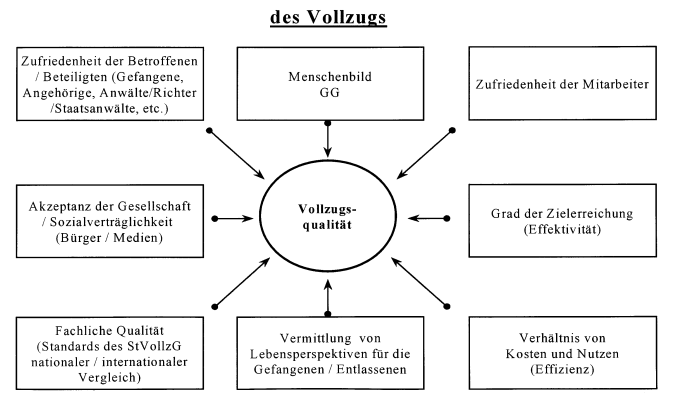 des Vollzugs
Zufriedenheit der Betroffenen
/ Beteiligten (Gefangene,
Angehörige, Anwälte/Richter
/Staatsanwälte, etc.)
Menschenbild
GG
Zufriedenheit der Mitarbeiter
Akzeptanz der Gesellschaft
/ Sozialverträglichkeit
(Bürger / Medien)
Vollzugs-
qualität
Grad der Zielerreichung
(Effektivität)
Fachliche Qualität
(Standards des StVollzG
nationaler / internationaler
Vergleich)
Vermittlung von
Lebensperspektiven für die
Gefangenen / Entlassenen
Verhältnis von
Kosten und Nutzen
(Effizienz)